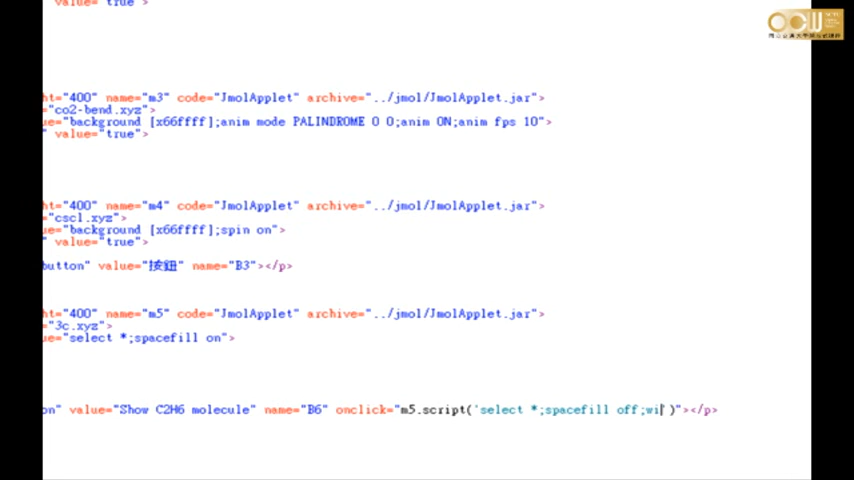 value="true">
OCW
ht="400" name="m3" code="JmolApplet" archive="../jmol/JmolApplet.jar">
="co2-bend.xyz">
ue="background [x66ffff];anim mode PALINDROME 0 0;anim ON;anim fps 10">
" value="true">
ht="400" name="m4" code="JmolApplet" archive="../jmol/JmolApplet.jar">
="cscl.xyz">
ue="background [x66ffff];spin on">
" value="true">
button" value="按鈕" name="B3"></p>
ht="400" name="m5" code="JmolApplet" archive="../jmol/JmolApplet.jar">
="3c.xyz">
ue="select *;spacefill on">
on" value="Show C2H6 molecule" name="B6" onclick="m5.script('select *;spacefill off;wi')"></p>